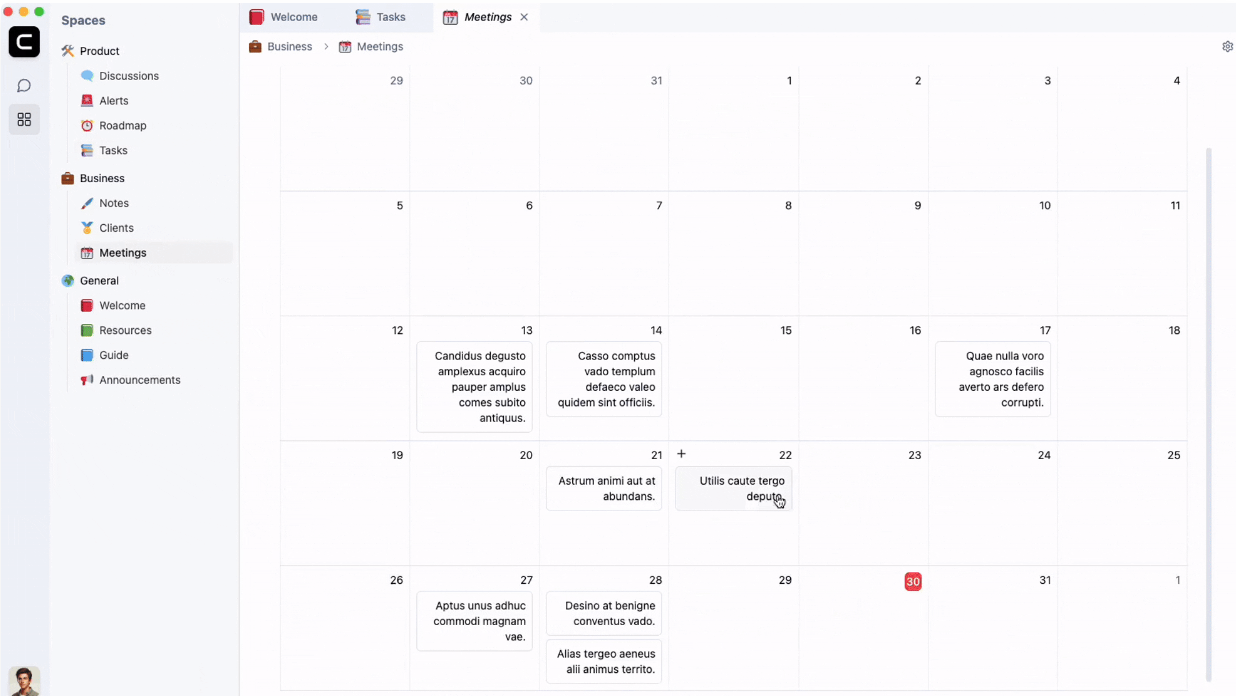 Spaces
Product
Discussions
Alerts
Roadmap
Tasks
Business
Notes
Clients
Meetings
General
Welcome
Resources
Guide
Announcements
Welcome
Tasks
Meetings
Business
Meetings
29 30 31 1 2 3 4
5 6 7 8 9 10 11
12 13 14 15 16 17 18
Candidus degusto
amplexus acquiro
pauper amplus
comes subito
antiquus.
Casso comptus
vado templum
defaeco valeo
quidem sint officiis.
Quae nulla voro
agnosco facilis
averto ars defero
corrupti.
19 20 21 + 22 23 24 25
Astrum animi aut at
abundans.
Utilis caute tergo
deputo.
26 27 28 29 30 31 1
Aptus unus adhuc
commodi magnam
vae.
Desino at benigne
conventus vado.
Alias tergeo aeneus
alii animus territo.